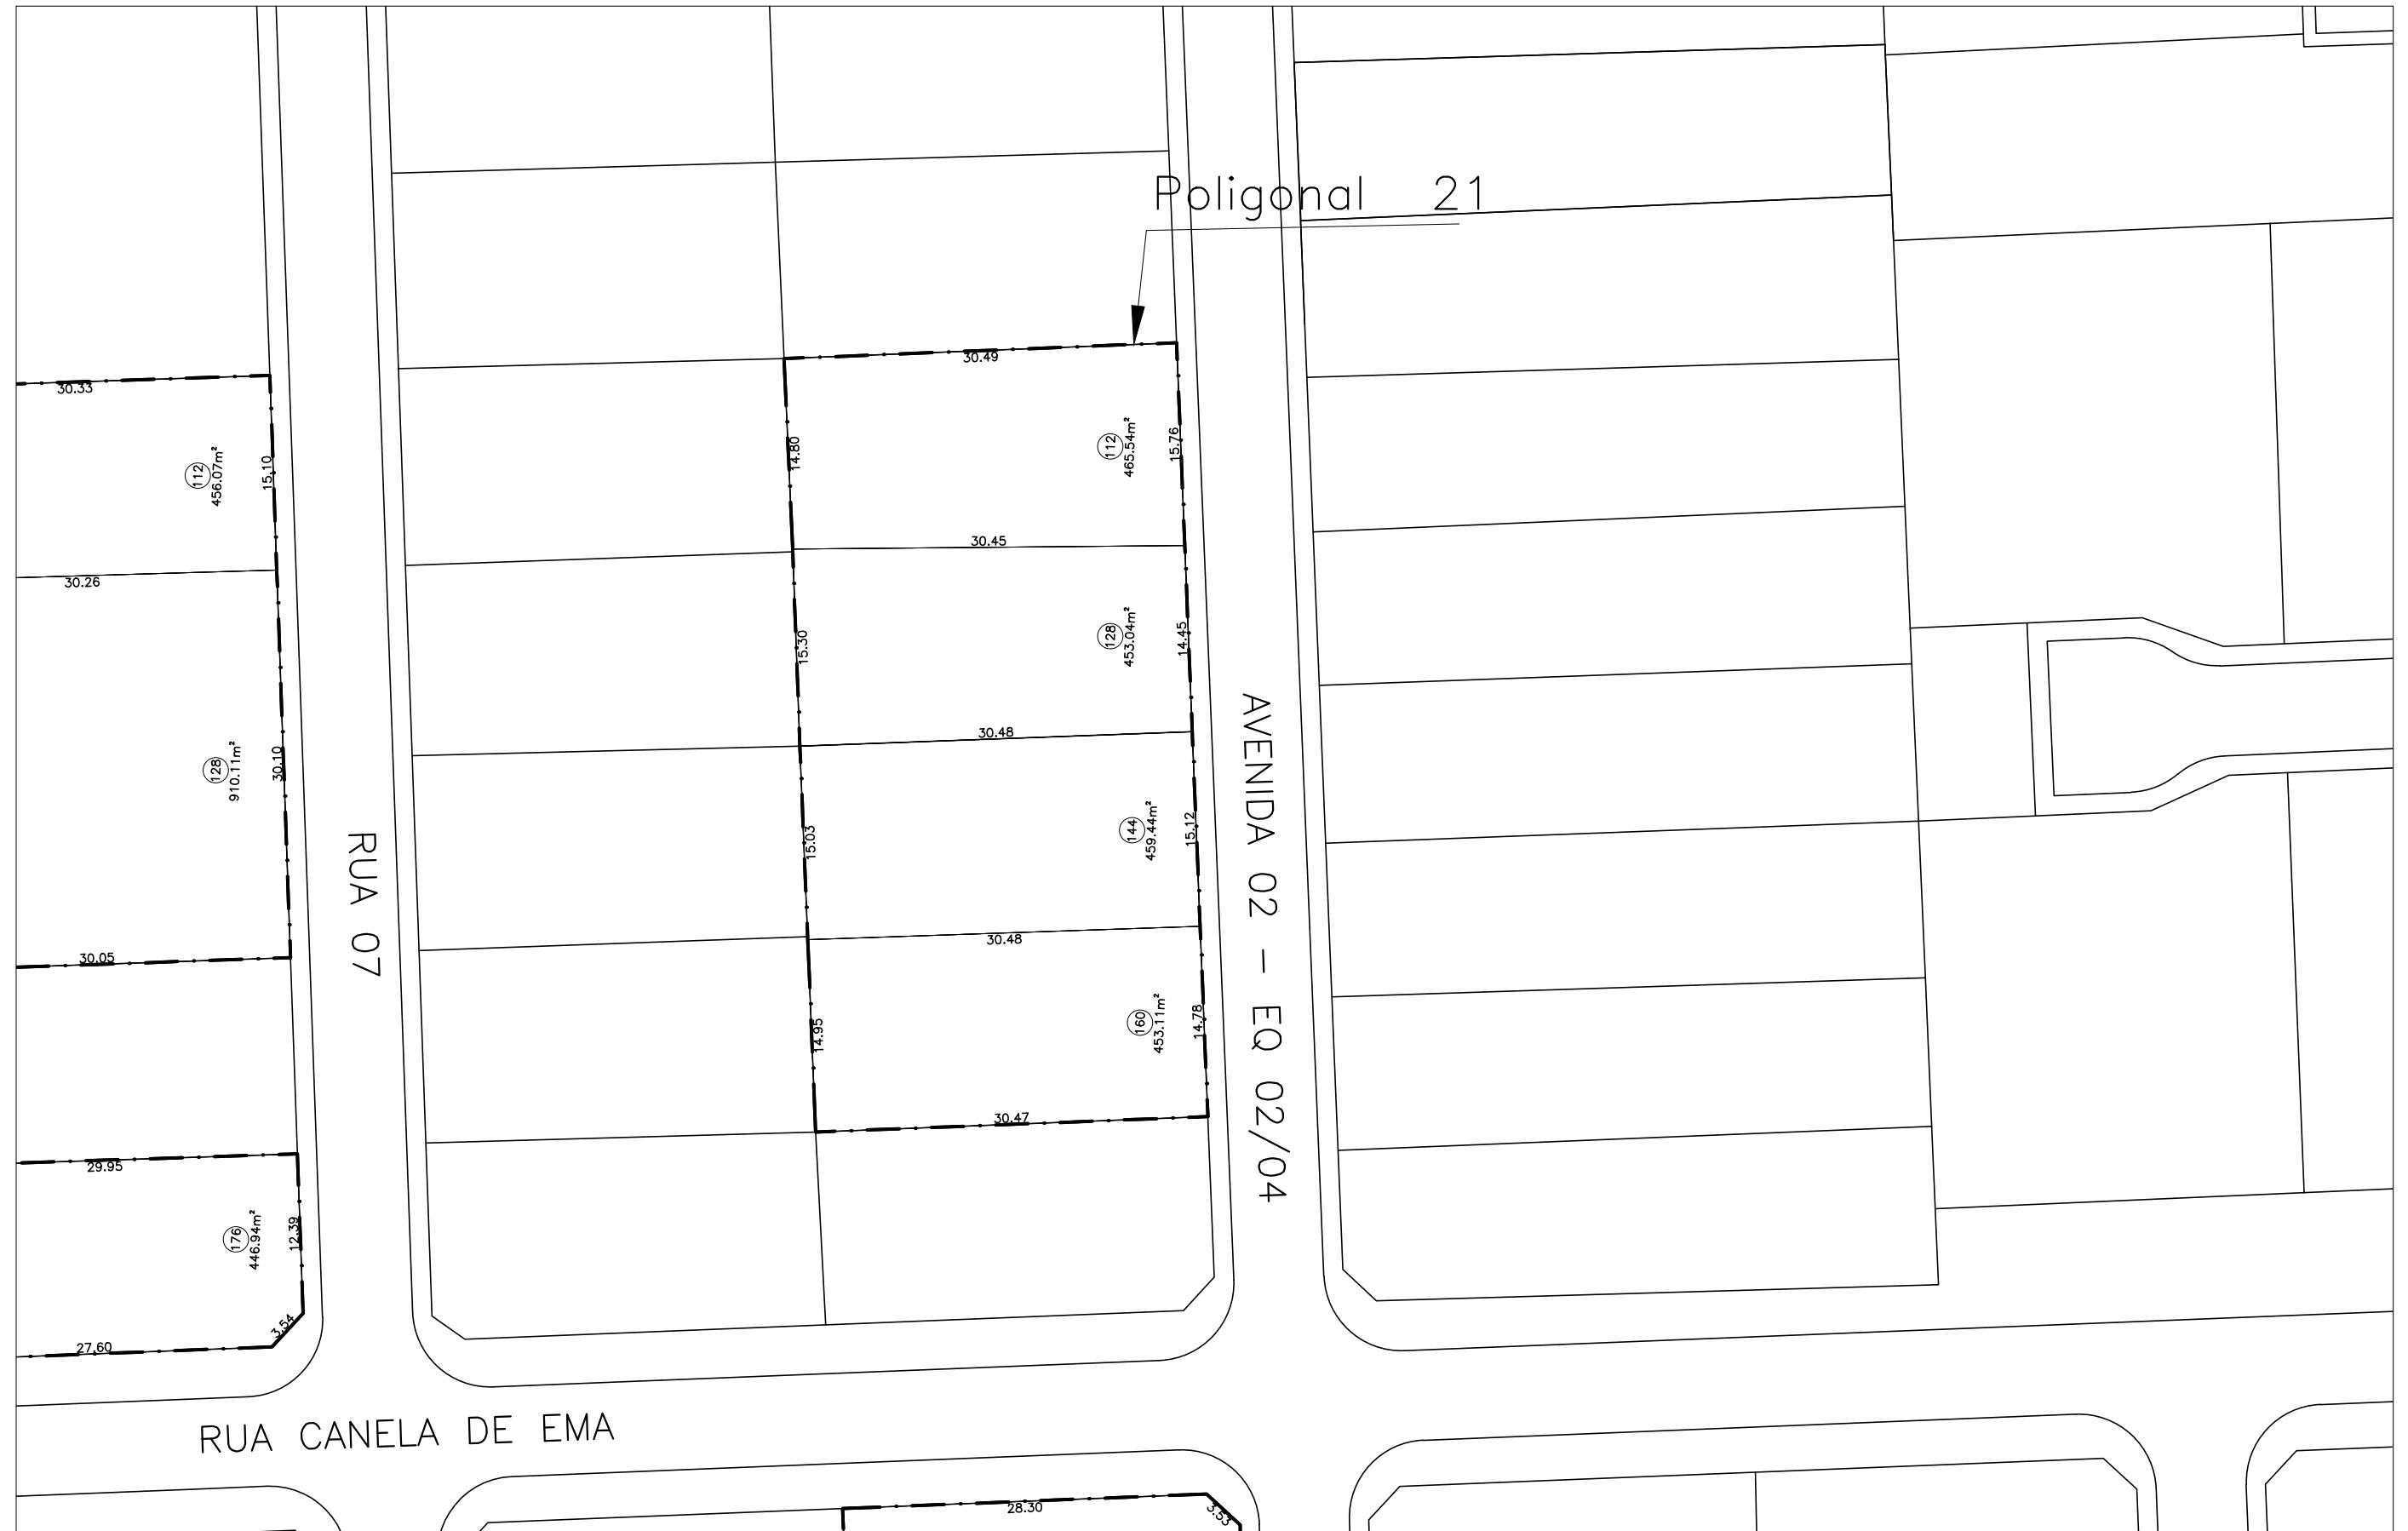 Poligonal 21
30.49
14.80
112
465.54m²
15.76
30.45
15.30
128
453.04m²
14.45
30.48
15.03
144
459.44m²
15.12
30.48
14.95
160
453.11m²
14.78
30.47
30.33
112
456.07m²
15.10
30.26
128
910.11m²
30.10
30.05
29.95
176
446.94m²
12.39
3.54
27.60
RUA 07
AVENIDA 02 - EQ 02/04
RUA CANELA DE EMA
28.30
3.53